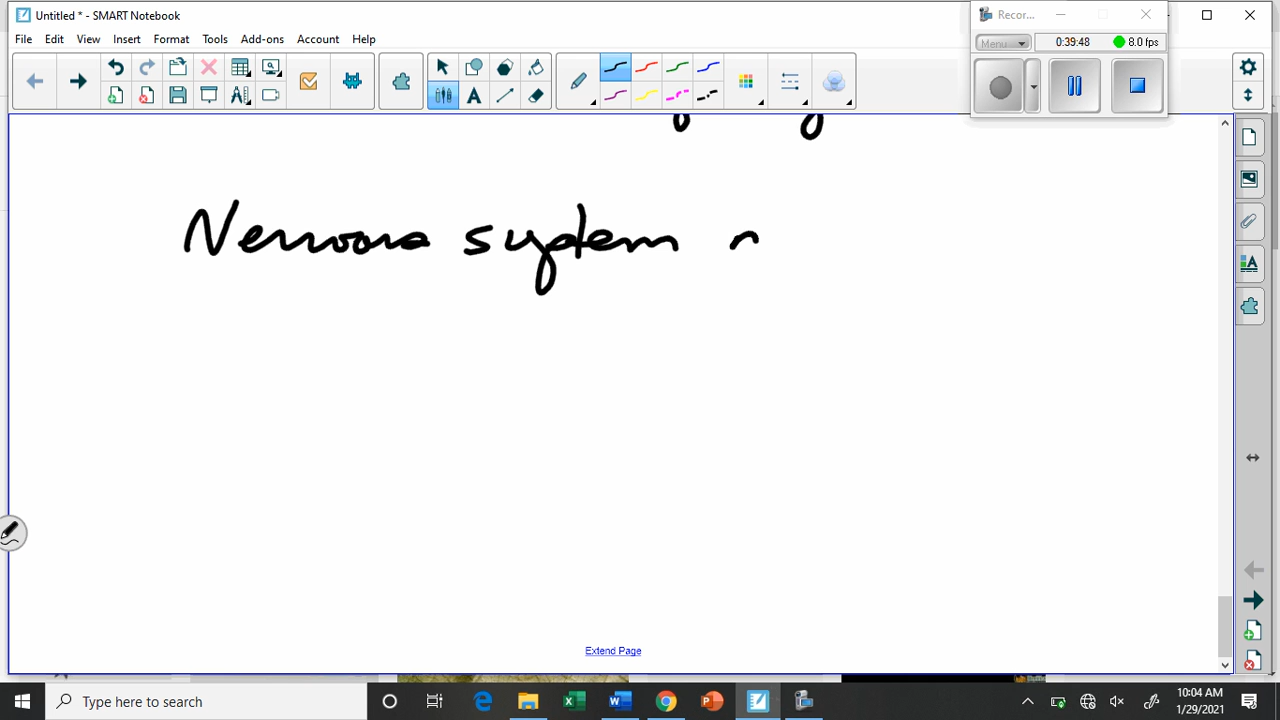 Untitled * - SMART Notebook
Recor...
File Edit View Insert Format Tools Add-ons Account Help
Menu
0:39:48
8.0 fps
Nervous system
Extend Page
Type here to search
10:04 AM
1/29/2021